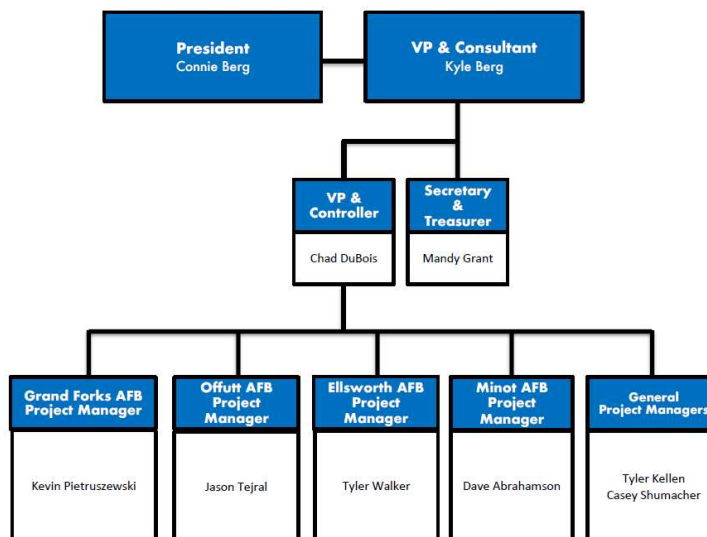 President
Connie Berg
VP & Consultant
Kyle Berg
VP &
Controller
Chad DuBois
Secretary
&
Treasurer
Mandy Grant
Grand Forks AFB
Project Manager
Kevin Pietruszewski
Offutt AFB
Project
Manager
Jason Tejral
Ellsworth AFB
Project
Manager
Tyler Walker
Minot AFB
Project
Manager
Dave Abrahamson
General
Project Managers
Tyler Kellen
Casey Shumacher